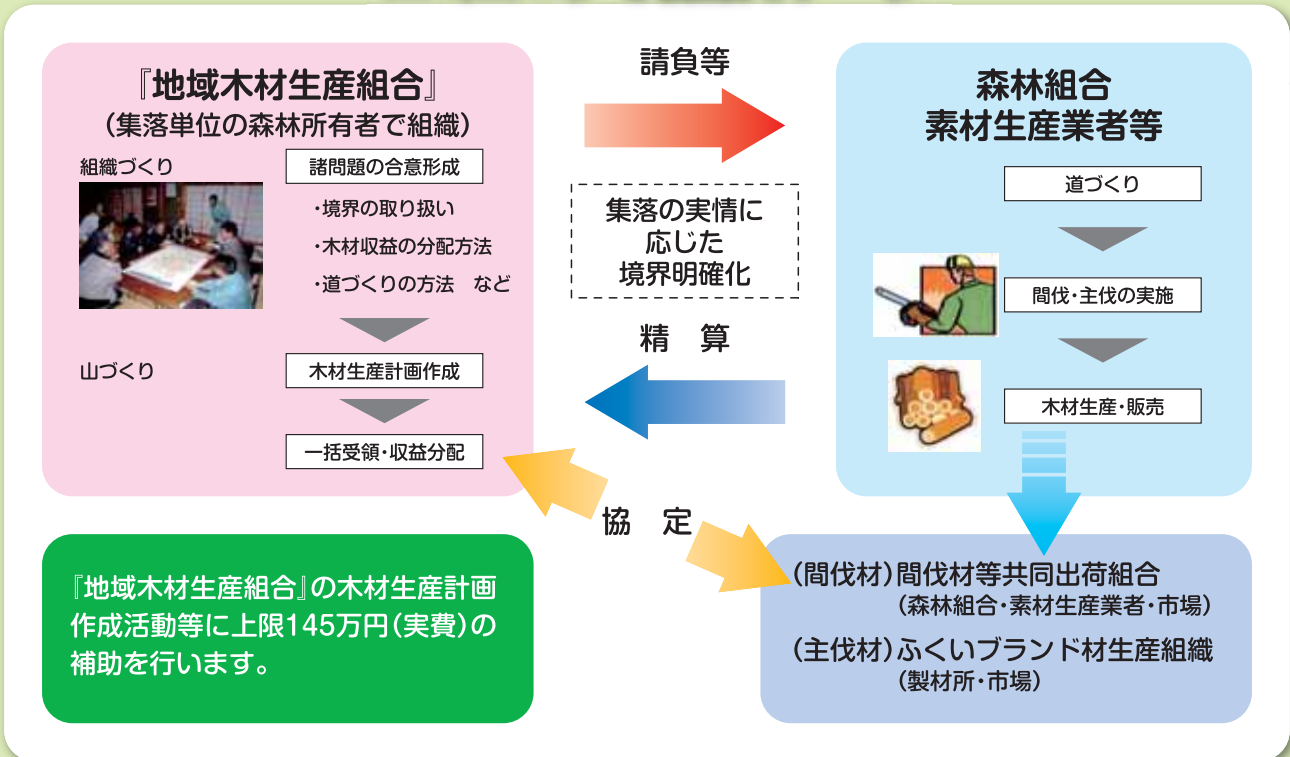 『地域木材生産組合』
(集落単位の森林所有者で組織)
組織づくり
諸問題の合意形成
・境界の取り扱い
・木材収益の分配方法
・道づくりの方法　など
山づくり
木材生産計画作成
一括受領・収益分配
請負等
集落の実情に
応じた
境界明確化
精　算
協　定
森林組合
素材生産業者等
道づくり
間伐・主伐の実施
木材生産・販売
『地域木材生産組合』の木材生産計画
作成活動等に上限145万円(実費)の
補助を行います。
(間伐材)間伐材等共同出荷組合
(森林組合・素材生産業者・市場)
(主伐材)ふくいブランド材生産組織
(製材所・市場)